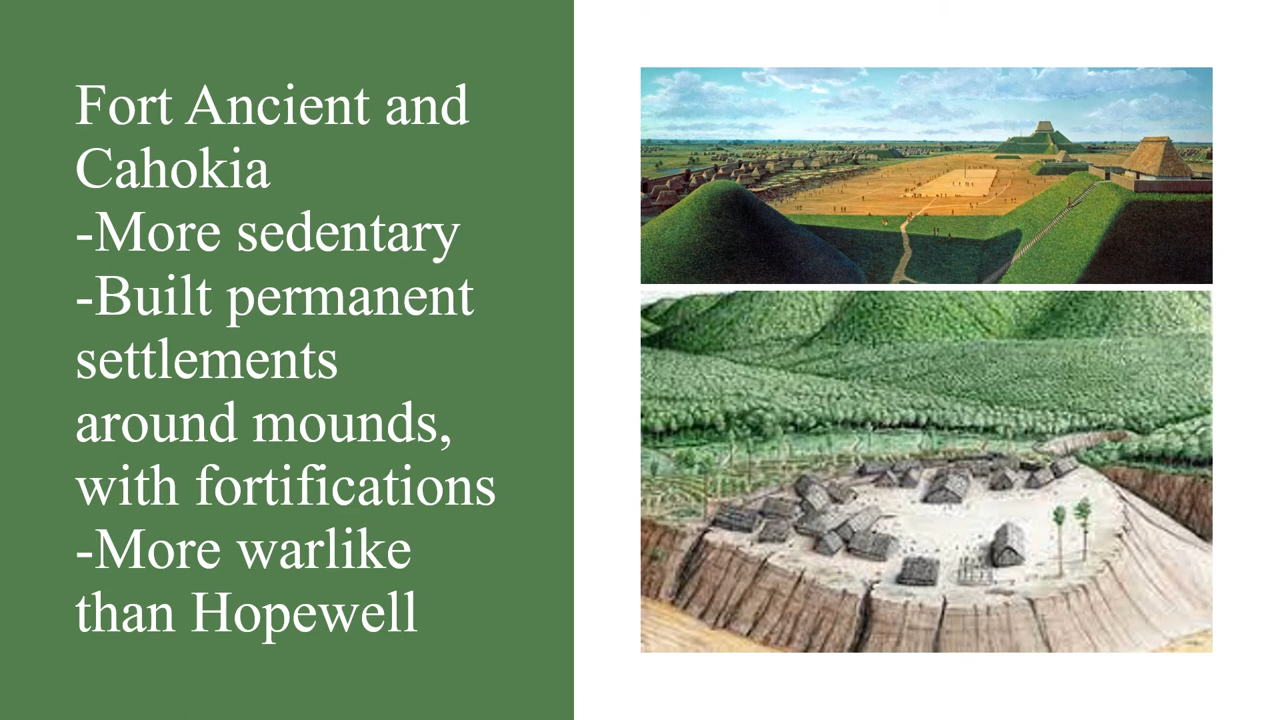 Fort Ancient and
Cahokia
-More sedentary
-Built permanent
settlements
around mounds,
with fortifications
-More warlike
than Hopewell